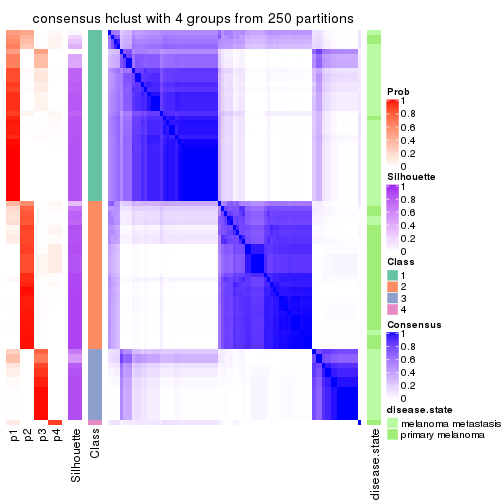 consensus hclust with 4 groups from 250 partitions
Prob
1
0.8
0.6
0.4
0.2
0
Silhouette
1
0.8
0.6
0.4
0.2
0
Class
1
2
3
4
Consensus
1
0.8
0.6
0.4
0.2
0
disease.state
melanoma metastasis
primary melanoma
p1
p2
p3
p4
Silhouette
Class
disease.state